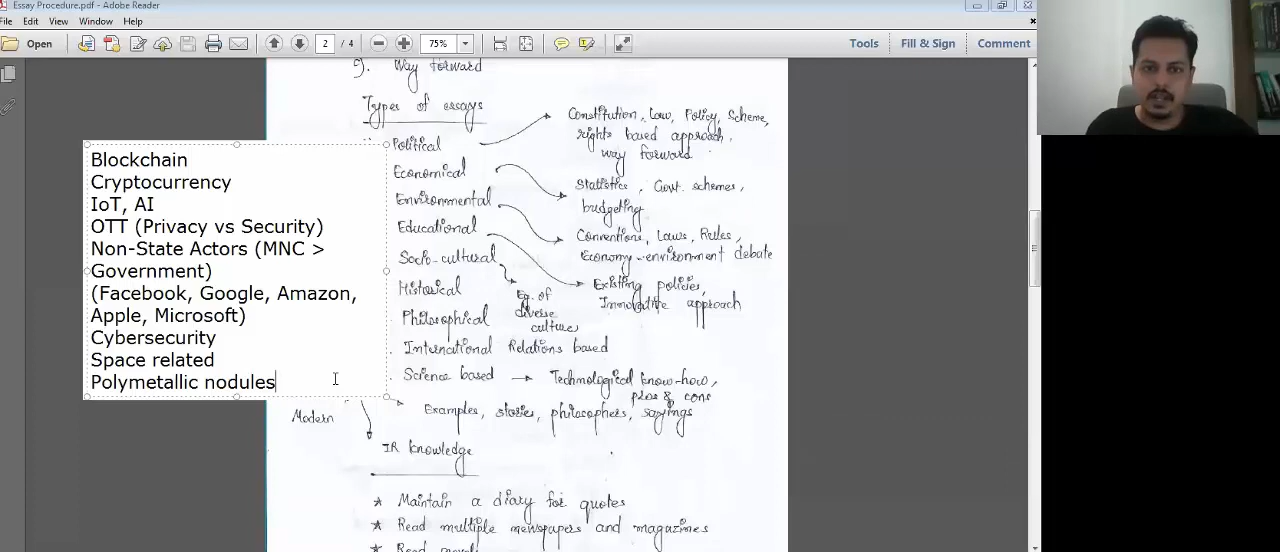 Essay Procedure.pdf - Adobe Reader
File Edit View Window Help
Open 2 / 4 75% Tools Fill & Sign Comment
5). Way forward
Types of essays
Political
Constitution, Law, Policy, Scheme,
rights based approach,
way forward
Economical
Statistics, Govt. schemes,
budgeting
Environmental
Conventions, Laws, Rules,
Economy-environment debate
Educational
Existing policies,
Innovative approach
Socio-cultural
Eg. of
diverse
cultures
Historical
Philosophical
International Relations based
Science based → Technological know-how,
pros & cons
Modern
Examples, stories, philosophers, sayings
IR knowledge
* Maintain a diary for quotes
* Read multiple newspapers and magazines
* Read
Blockchain
Cryptocurrency
IoT, AI
OTT (Privacy vs Security)
Non-State Actors (MNC >
Government)
(Facebook, Google, Amazon,
Apple, Microsoft)
Cybersecurity
Space related
Polymetallic nodules